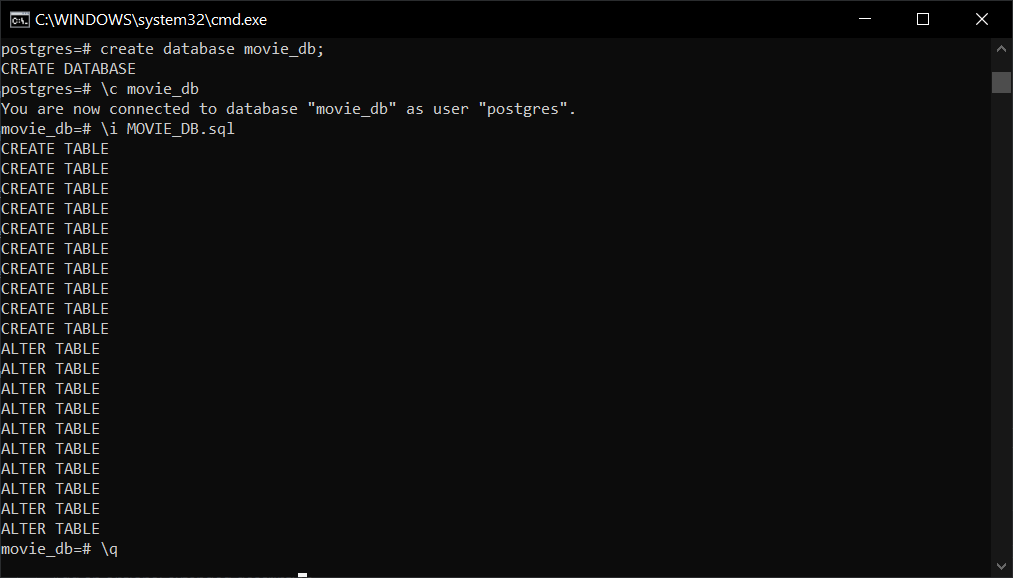 C:\WINDOWS\system32\cmd.exe
postgres=# create database movie_db;
CREATE DATABASE
postgres=# \c movie_db
You are now connected to database "movie_db" as user "postgres".
movie_db=# \i MOVIE_DB.sql
CREATE TABLE
CREATE TABLE
CREATE TABLE
CREATE TABLE
CREATE TABLE
CREATE TABLE
CREATE TABLE
CREATE TABLE
CREATE TABLE
CREATE TABLE
ALTER TABLE
ALTER TABLE
ALTER TABLE
ALTER TABLE
ALTER TABLE
ALTER TABLE
ALTER TABLE
ALTER TABLE
ALTER TABLE
ALTER TABLE
movie_db=# \q